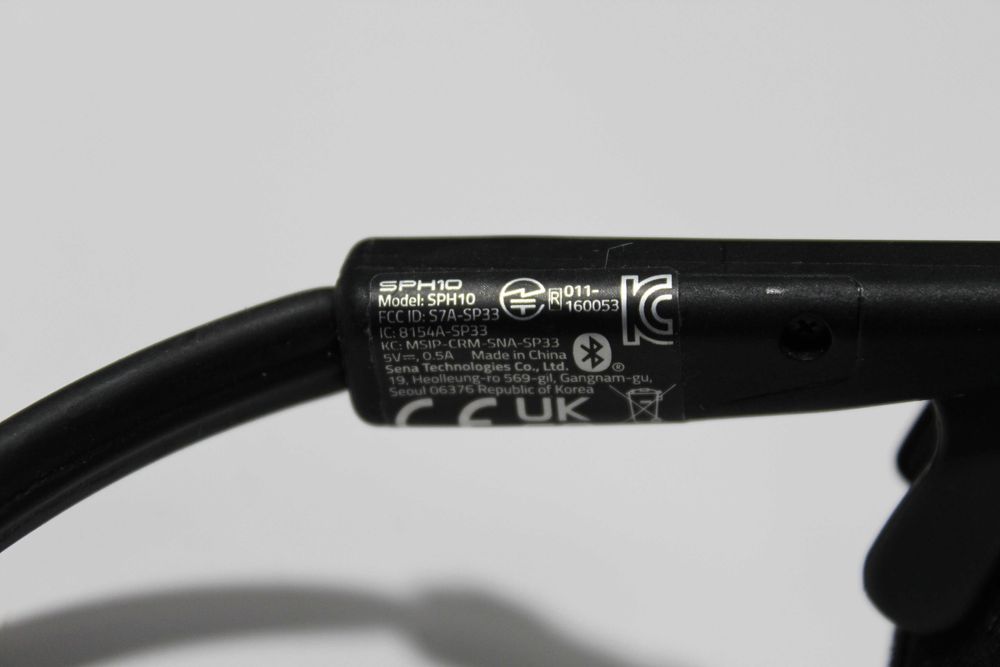 SPH10
Model: SPH10
FCC ID: S7A-SP33
IC: 8154A-SP33
KC: MSIP-CRM-SNA-SP33
5V⎓, 0.5A Made in China
Sena Technologies Co., Ltd.
19, Heolleung-ro 569-gil, Gangnam-gu,
Seoul 06376 Republic of Korea
R 011-
160053
KC
®
CE UK